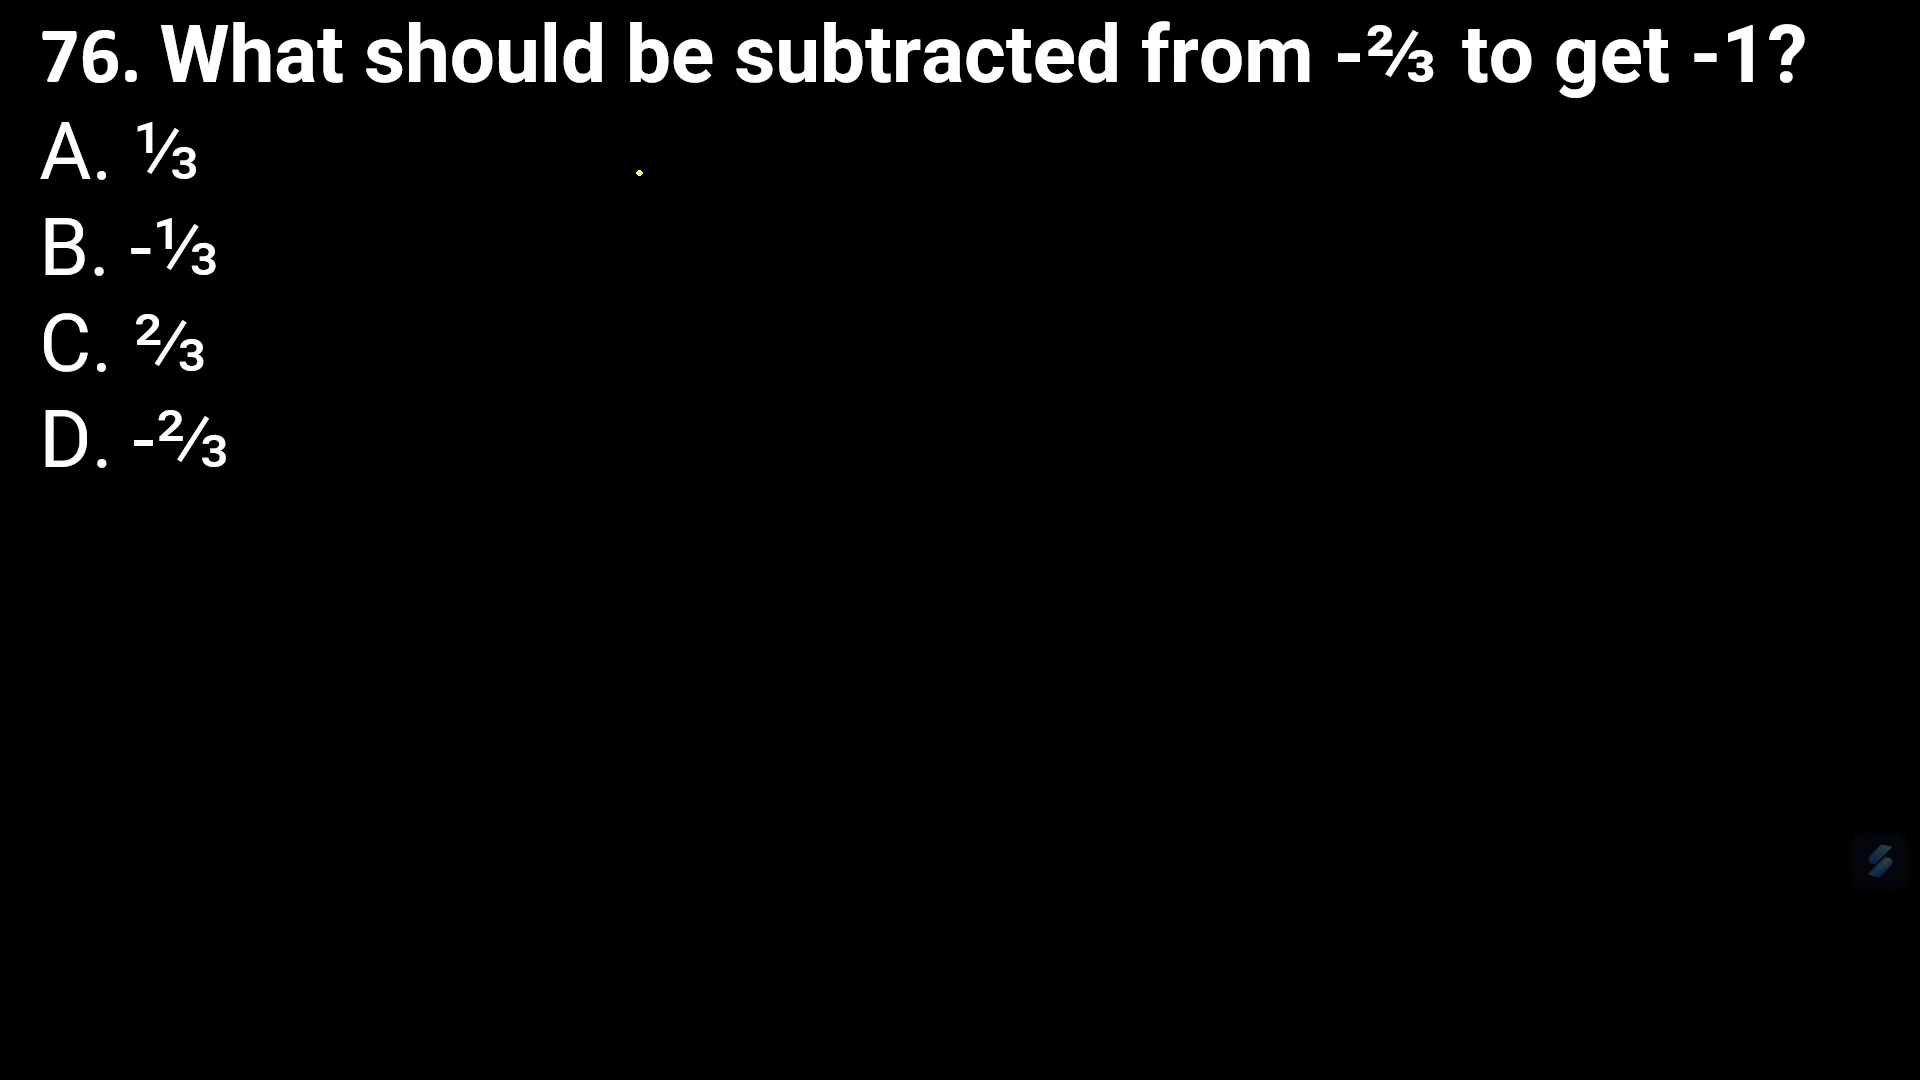 76. What should be subtracted from -⅔ to get -1?
A. ⅓
B. -⅓
C. ⅔
D. -⅔